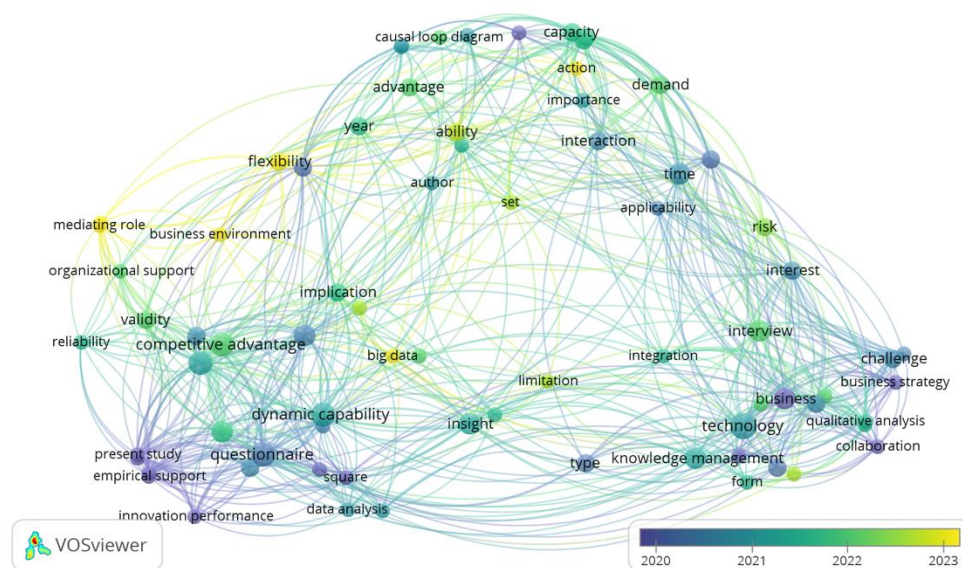 causal loop diagram
capacity
action
advantage
demand
importance
year
ability
interaction
flexibility
author
time
set
applicability
mediating role
business environment
risk
organizational support
interest
implication
validity
interview
reliability
competitive advantage
big data
integration
challenge
limitation
business strategy
business
dynamic capability
insight
technology
qualitative analysis
collaboration
present study
questionnaire
type
knowledge management
empirical support
square
form
innovation performance
data analysis
VOSviewer
2020 2021 2022 2023